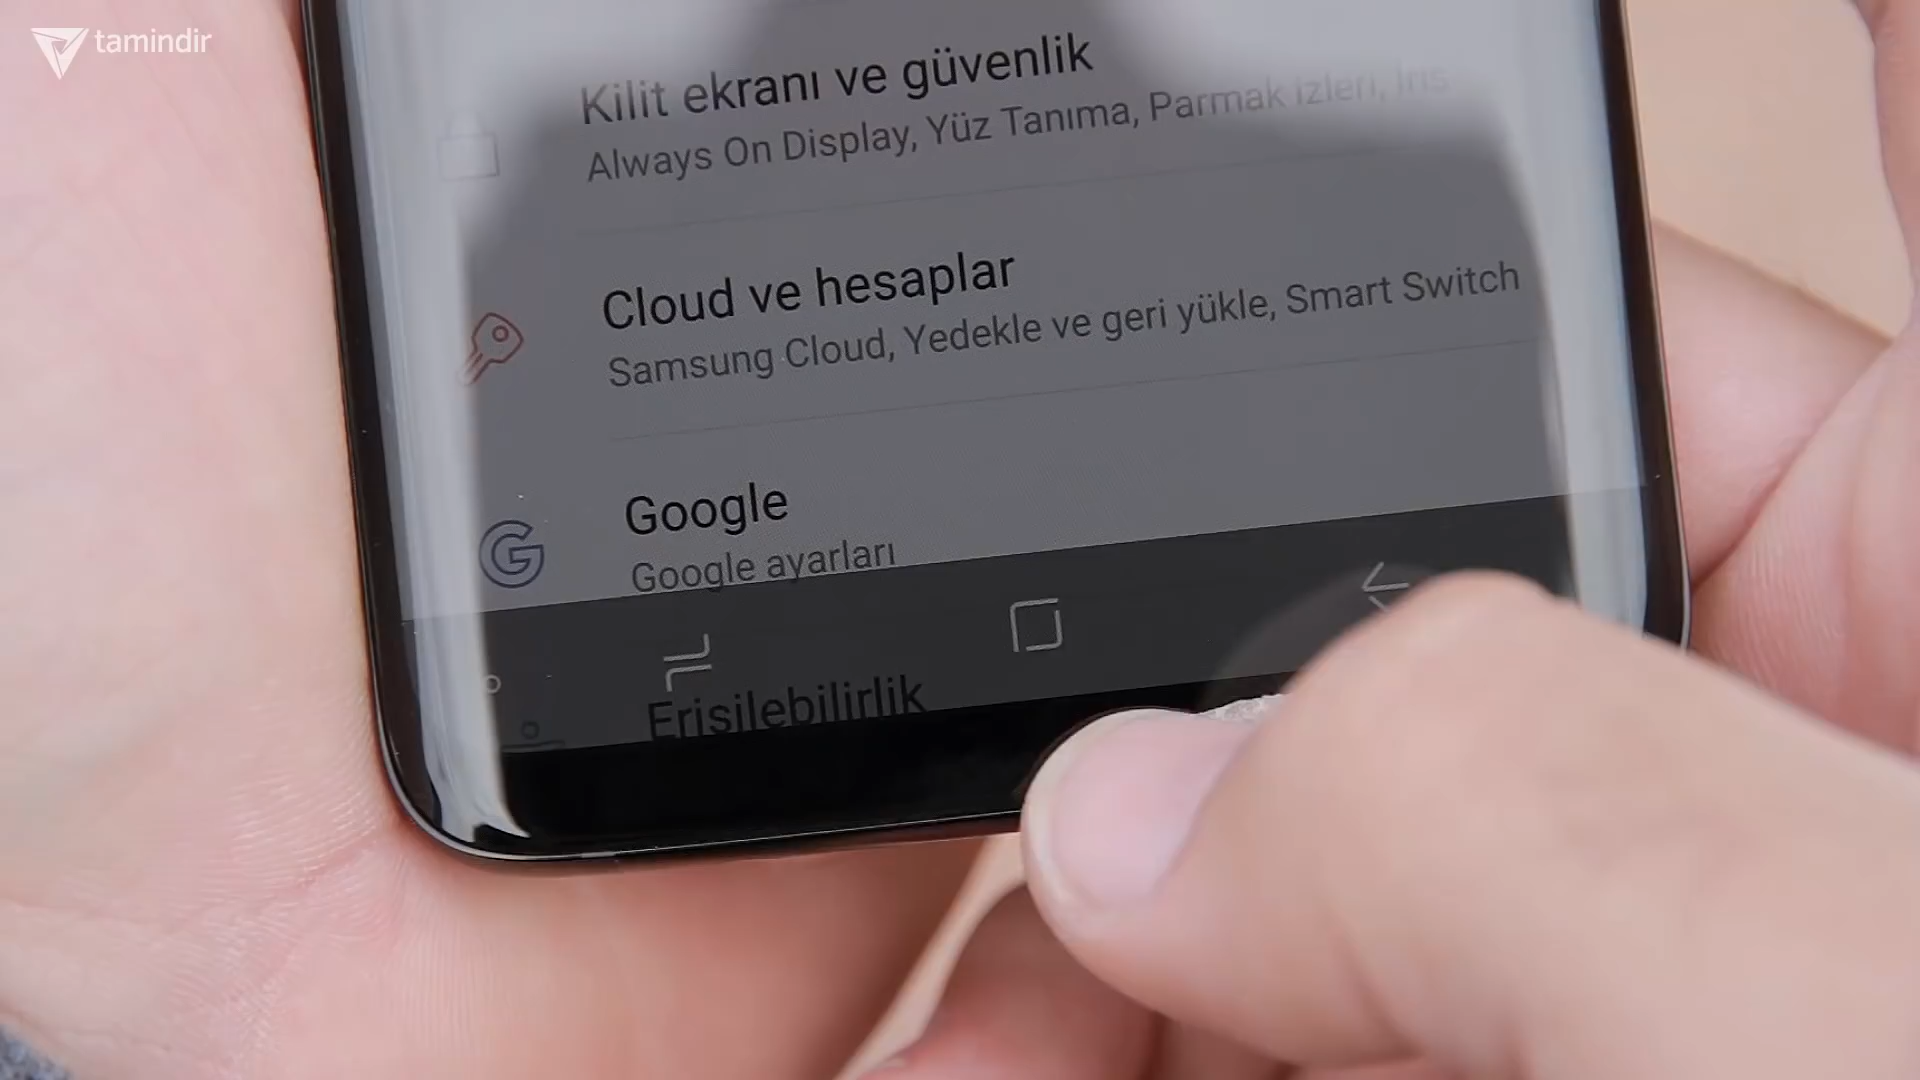 tamindir
Kilit ekranı ve güvenlik
Always On Display, Yüz Tanıma, Parmak izleri, İris
Cloud ve hesaplar
Samsung Cloud, Yedekle ve geri yükle, Smart Switch
Google
Google ayarları
Erişilebilirlik